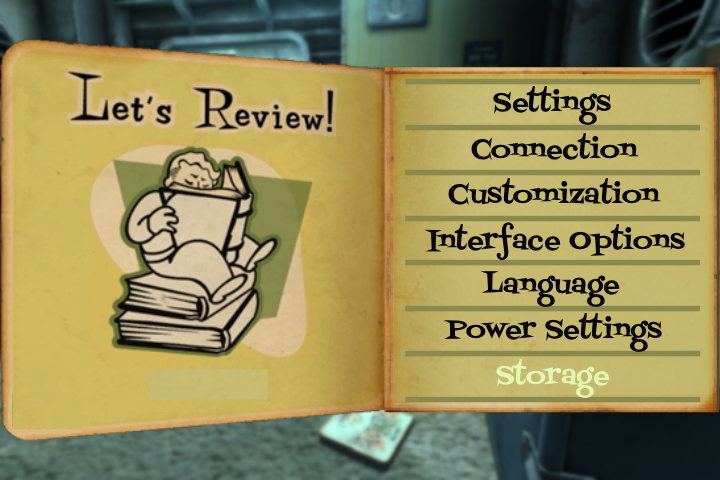 Let's Review!
Settings
Connection
Customization
Interface Options
Language
Power Settings
Storage